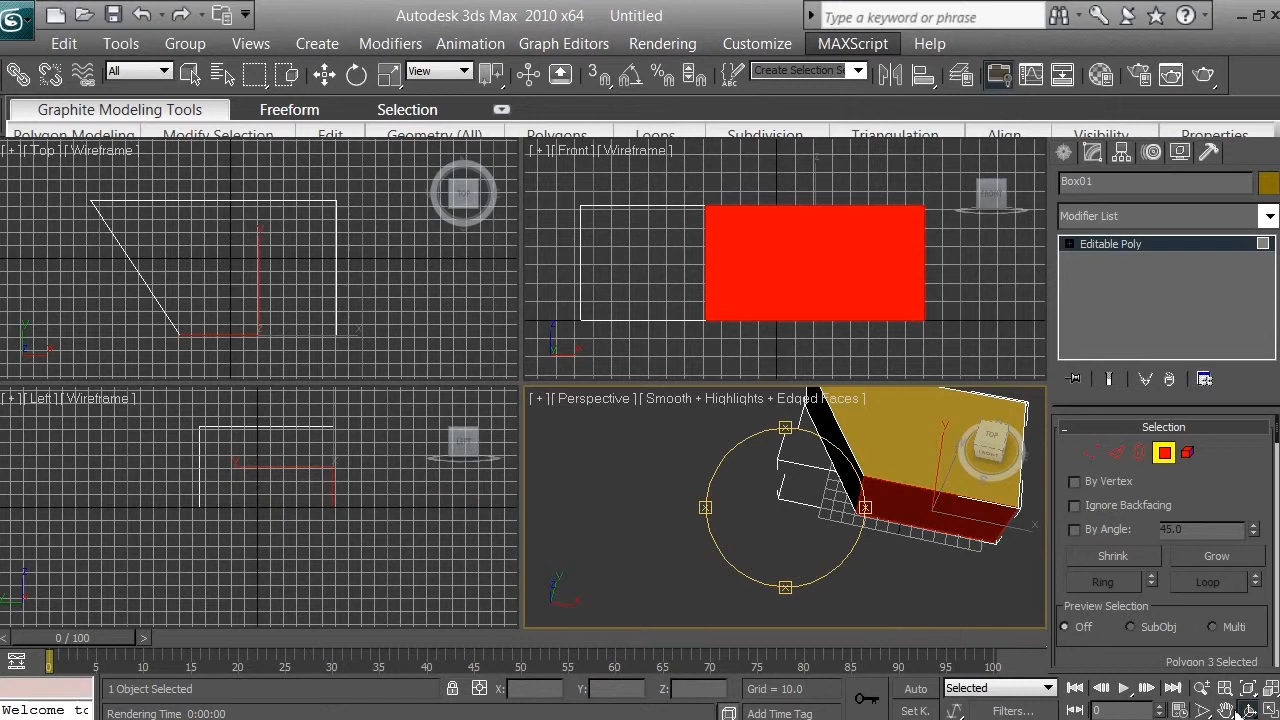 Autodesk 3ds Max 2010 x64 Untitled
Type a keyword or phrase
Edit Tools Group Views Create Modifiers Animation Graph Editors Rendering Customize MAXScript Help
All View Create Selection Se
Graphite Modeling Tools Freeform Selection
Polygon Modeling Modify Selection Edit Geometry (All) Polygons Loops Subdivision Triangulation Align Visibility Properties
[ + ] [ Top ] [ Wireframe ]
TOP
[ + ] [ Front ] [ Wireframe ]
FRONT
Box01
Modifier List
Editable Poly
[ + ] [ Left ] [ Wireframe ]
LEFT
[ + ] [ Perspective ] [ Smooth + Highlights + Edged Faces ]
TOP
Selection
By Vertex
Ignore Backfacing
By Angle: 45.0
Shrink Grow
Ring Loop
Preview Selection
Off SubObj Multi
Polygon 3 Selected
< 0 / 100 >
0 5 10 15 20 25 30 35 40 45 50 55 60 65 70 75 80 85 90 95 100
1 Object Selected X: Y: Z: Grid = 10.0 Auto Selected
Welcome to Rendering Time 0:00:00 Add Time Tag Set K. Filters... 0